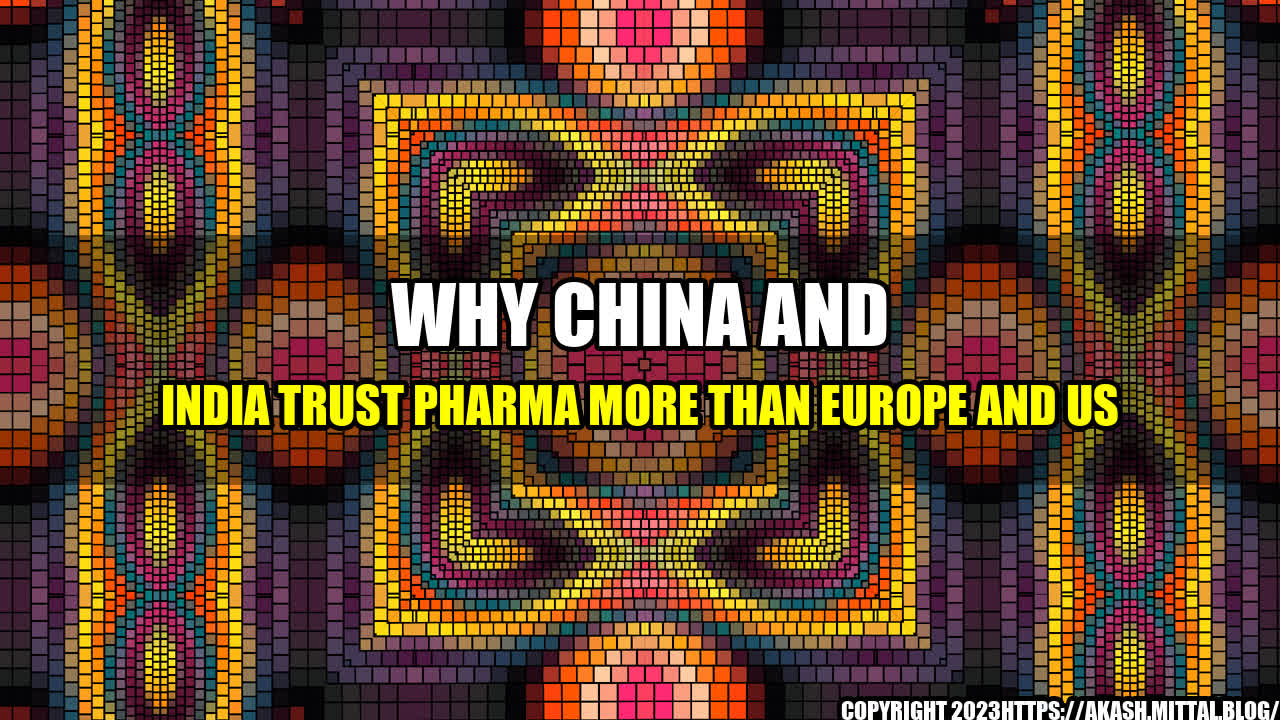 WHY CHINA AND
INDIA TRUST PHARMA MORE THAN EUROPE AND US
COPYRIGHT 2023HTTPS://AKASH.MITTAL.BLOG/